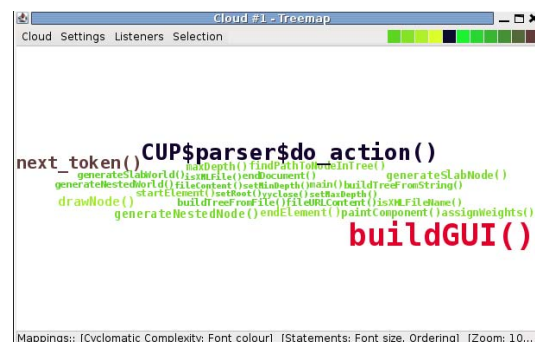 Cloud #1 - Treemap
Cloud Settings Listeners Selection
CUP$parser$do_action()
next_token() maxDepth() findPathToNodeInTree()
generateSlabWorld() isXMLFile() endDocument() generateSlabNode()
generateNestedWorld() fileContent() setMinDepth() main() buildTreeFromString()
startElement() setRoot() yyclose() setMaxDepth()
drawNode() buildTreeFromFile() fileURLContent() isXMLFileName()
generateNestedNode() endElement() paintComponent() assignWeights()
buildGUI()
Mappings:: [Cyclomatic Complexity: Font colour] [Statements: Font size, Ordering] [Zoom: 10...